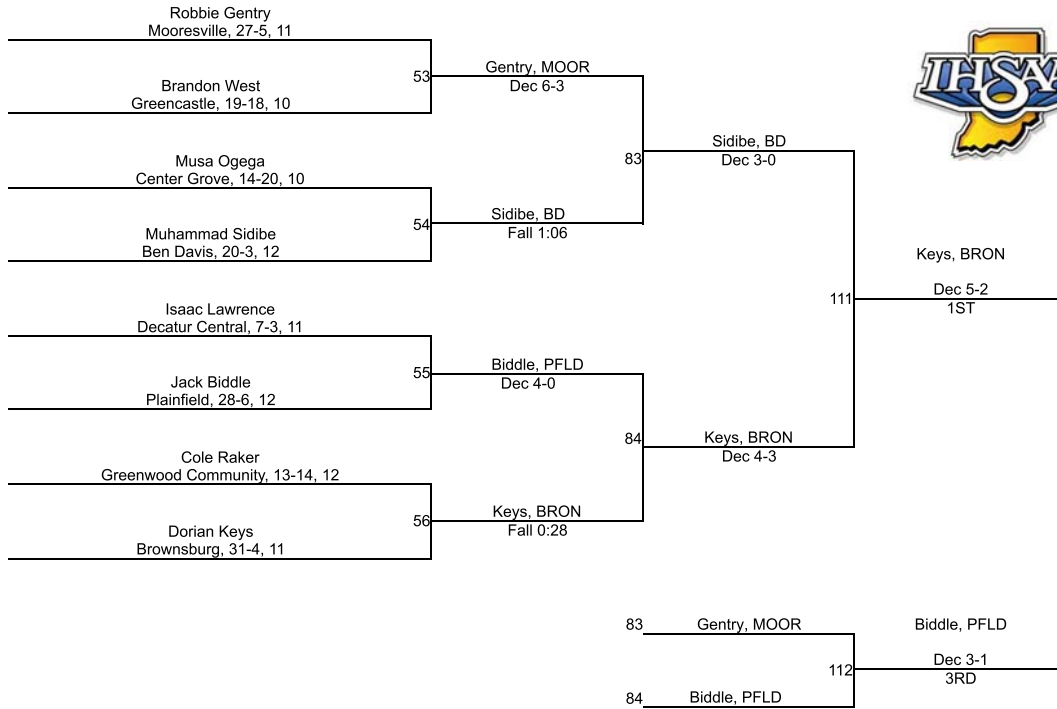 Robbie Gentry
Mooresville, 27-5, 11
53
Brandon West
Greencastle, 19-18, 10
Gentry, MOOR
Dec 6-3
Musa Ogega
Center Grove, 14-20, 10
54
Muhammad Sidibe
Ben Davis, 20-3, 12
Sidibe, BD
Fall 1:06
83
Sidibe, BD
Dec 3-0
IHSAA
Isaac Lawrence
Decatur Central, 7-3, 11
55
Jack Biddle
Plainfield, 28-6, 12
Biddle, PFLD
Dec 4-0
Cole Raker
Greenwood Community, 13-14, 12
56
Dorian Keys
Brownsburg, 31-4, 11
Keys, BRON
Fall 0:28
84
Keys, BRON
Dec 4-3
111
Keys, BRON
Dec 5-2
1ST
83
Gentry, MOOR
112
84
Biddle, PFLD
Biddle, PFLD
Dec 3-1
3RD